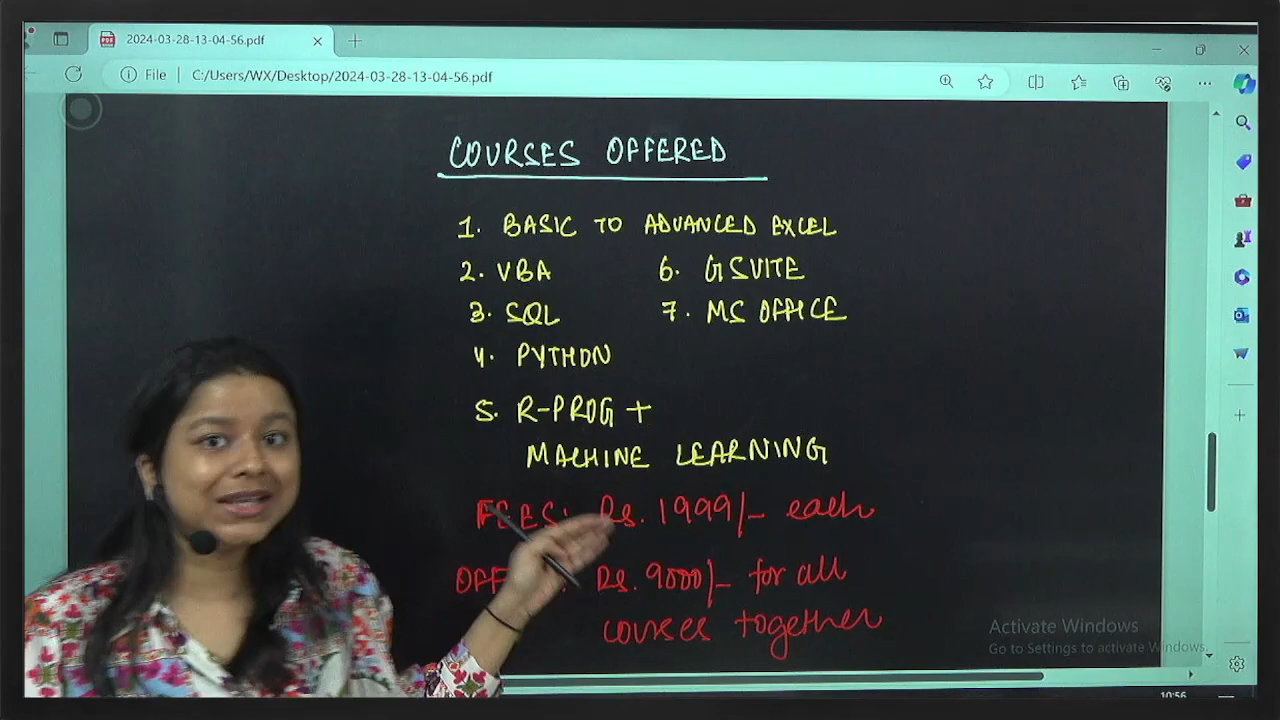 2024-03-28-13-04-56.pdf
File | C:/Users/WX/Desktop/2024-03-28-13-04-56.pdf
COURSES OFFERED
1. BASIC TO ADVANCED EXCEL
2. VBA 6. GSUITE
3. SQL 7. MS OFFICE
4. PYTHON
5. R-PROG +
MACHINE LEARNING
FEES: Rs. 1999/- each
Rs. 9000/- for all
courses together
Activate Windows
Go to Settings to activate Windows.
10:56